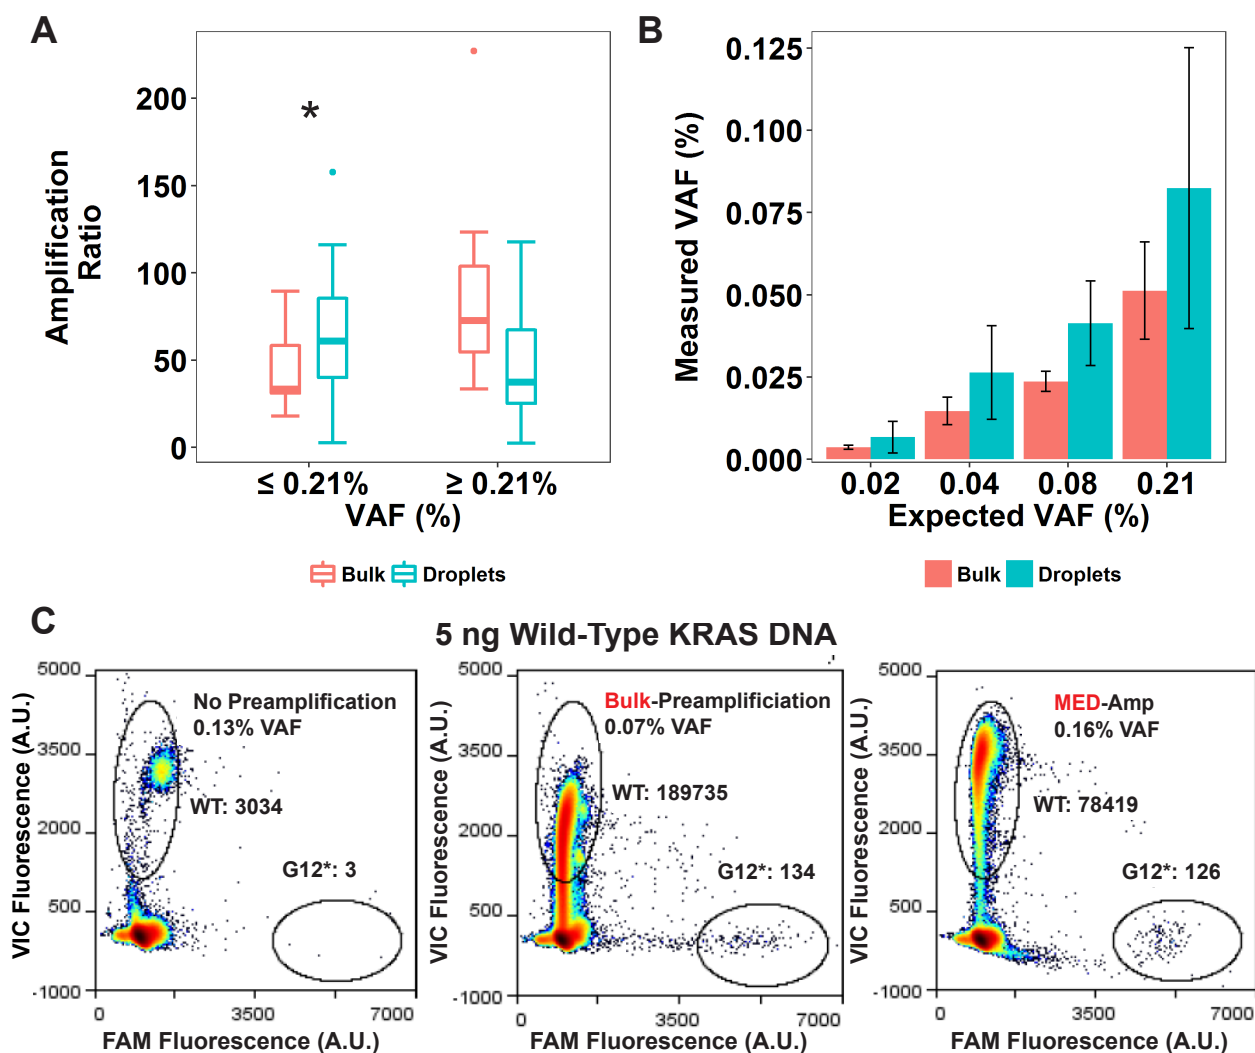 A
200
150
100
50
0
Amplification
Ratio
*
≤ 0.21%
≥ 0.21%
VAF (%)
Bulk
Droplets
B
0.125
0.100
0.075
0.050
0.025
0.000
Measured VAF (%)
0.02
0.04
0.08
0.21
Expected VAF (%)
Bulk
Droplets
C
5 ng Wild-Type KRAS DNA
5000
3500
2000
500
-1000
VIC Fluorescence (A.U.)
No Preamplification
0.13% VAF
WT: 3034
G12*: 3
0
3500
7000
FAM Fluorescence (A.U.)
5000
3500
2000
500
-1000
VIC Fluorescence (A.U.)
Bulk-Preamplificiation
0.07% VAF
WT: 189735
G12*: 134
0
3500
7000
FAM Fluorescence (A.U.)
5000
3500
2000
500
-1000
VIC Fluorescence (A.U.)
MED-Amp
0.16% VAF
WT: 78419
G12*: 126
0
3500
7000
FAM Fluorescence (A.U.)